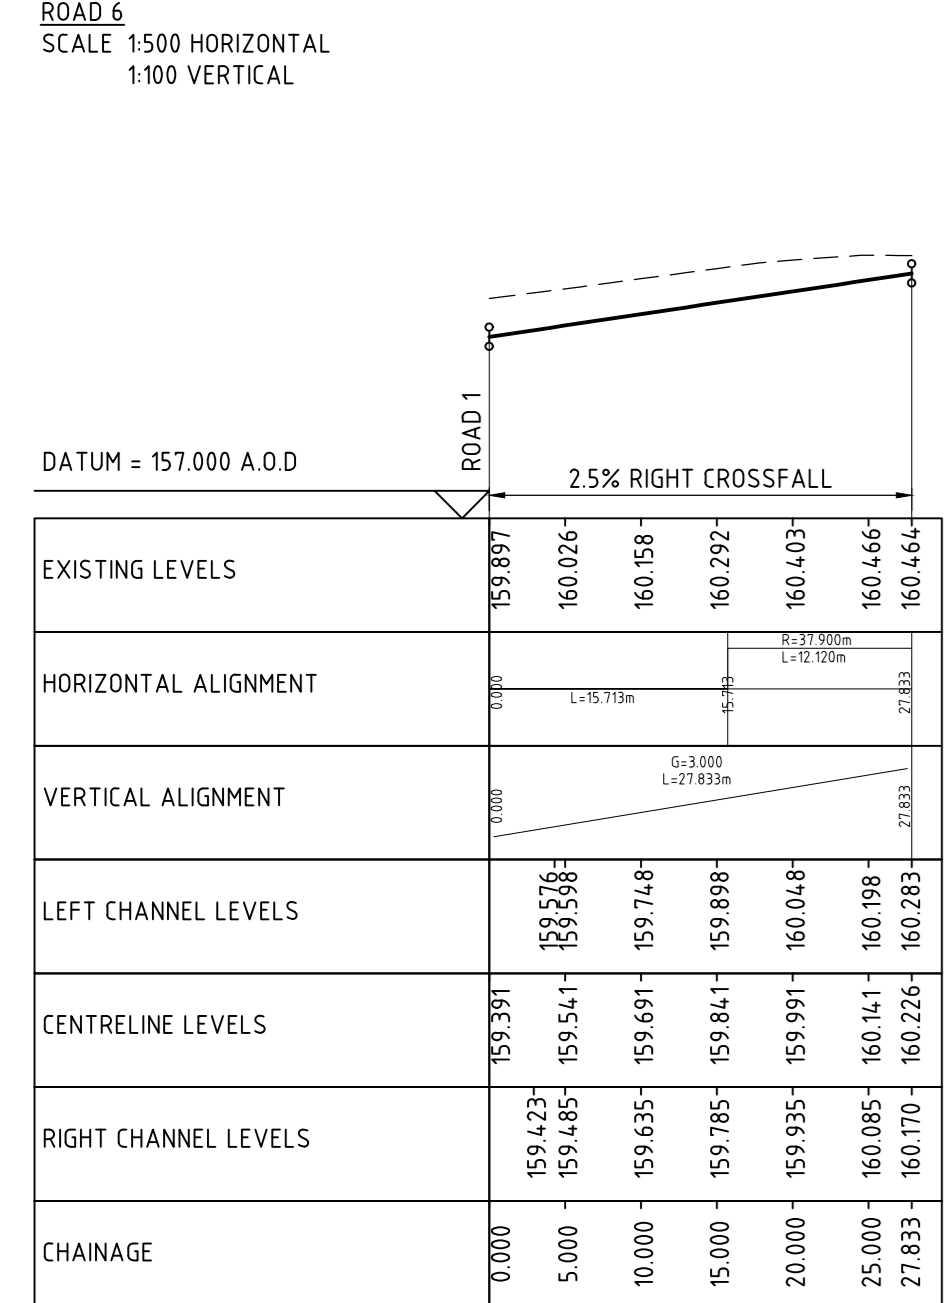 ROAD 6
SCALE 1:500 HORIZONTAL
1:100 VERTICAL
ROAD 1
DATUM = 157.000 A.O.D
2.5% RIGHT CROSSFALL
EXISTING LEVELS 159.897 160.026 160.158 160.292 160.403 160.466 160.464
HORIZONTAL ALIGNMENT 0.000 L=15.713m 15.713 R=37.900m L=12.120m 27.833
VERTICAL ALIGNMENT 0.000 G=3.000 L=27.833m 27.833
LEFT CHANNEL LEVELS 159.576 159.598 159.748 159.898 160.048 160.198 160.283
CENTRELINE LEVELS 159.391 159.541 159.691 159.841 159.991 160.141 160.226
RIGHT CHANNEL LEVELS 159.423 159.485 159.635 159.785 159.935 160.085 160.170
CHAINAGE 0.000 5.000 10.000 15.000 20.000 25.000 27.833